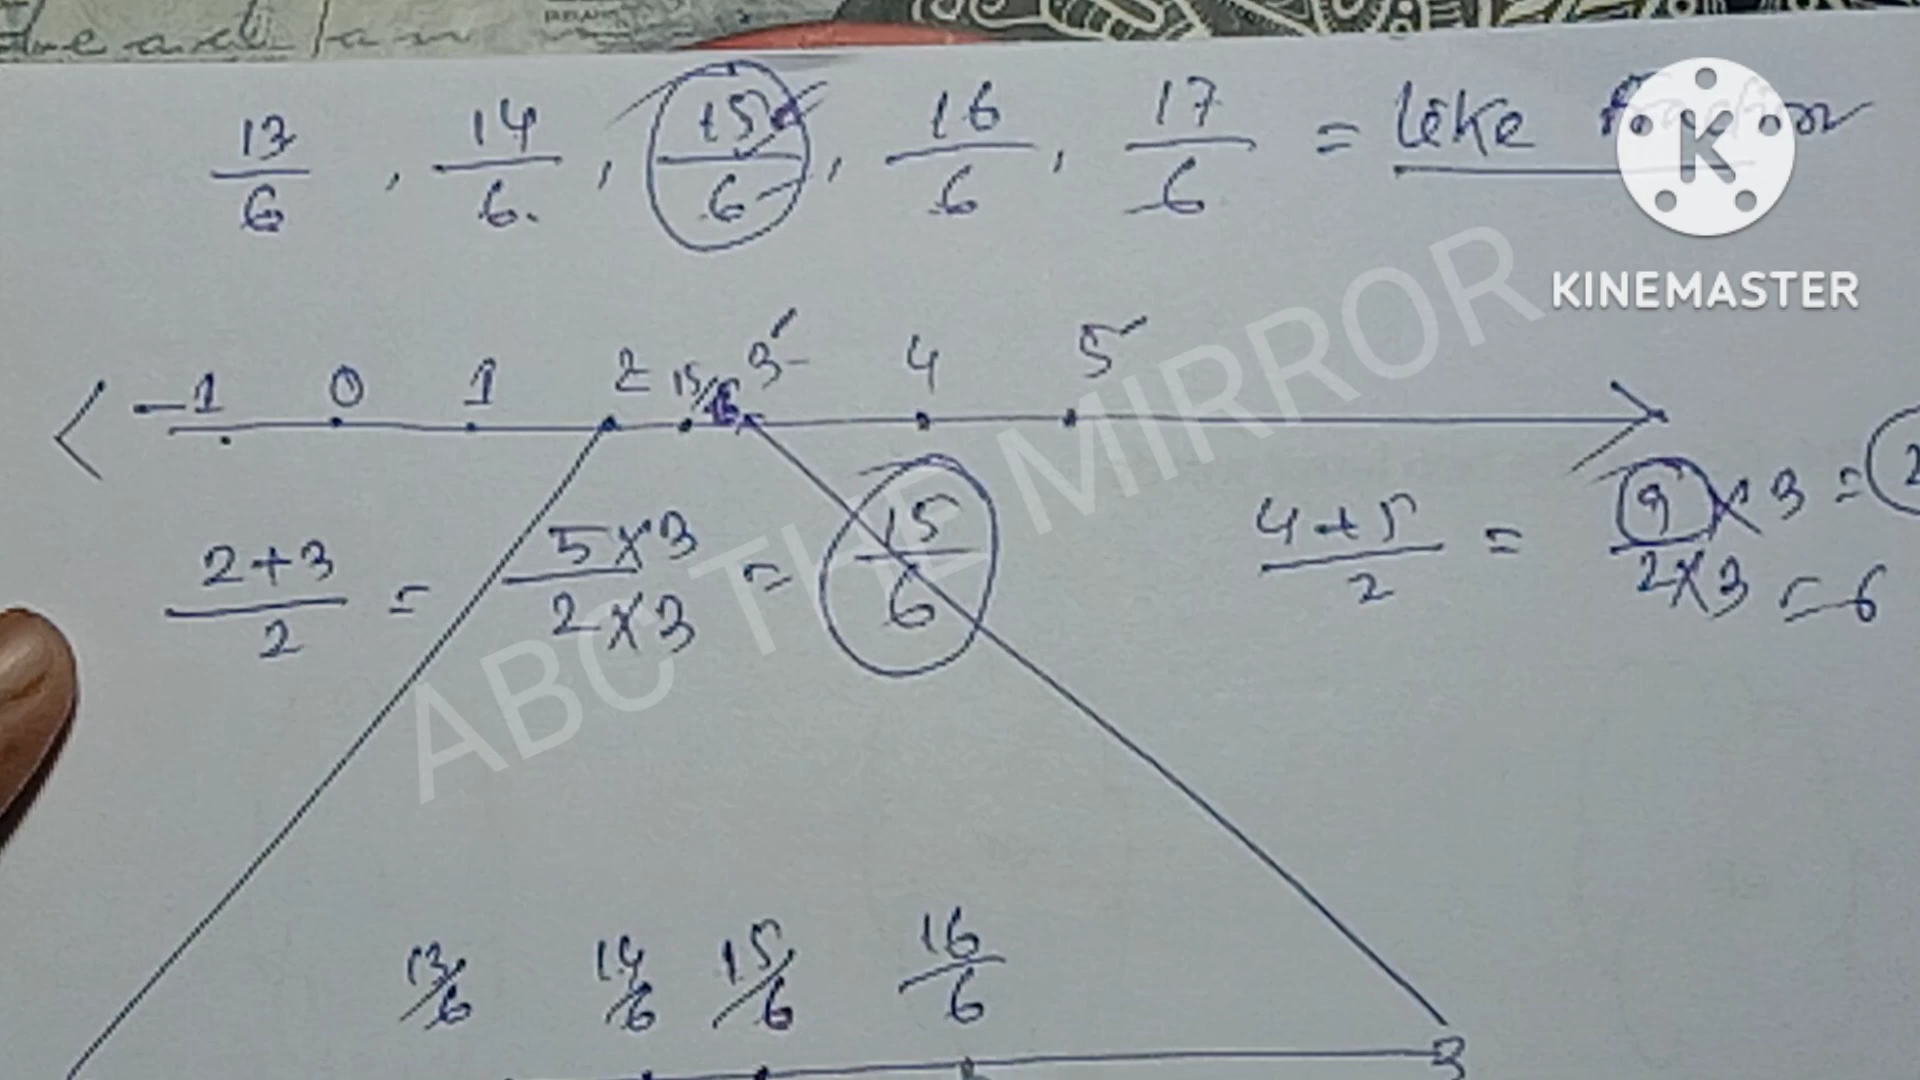 13/6 , 14/6 , 15/6 , 16/6 , 17/6 = like
KINEMASTER
-1 0 1 2 15/6 3 4 5
2+3/2 = 5×3/2×3 = 15/6
4+5/2 = 9×3/2×3 = 6
ABC THE MIRROR
13/6 14/6 15/6 16/6
3